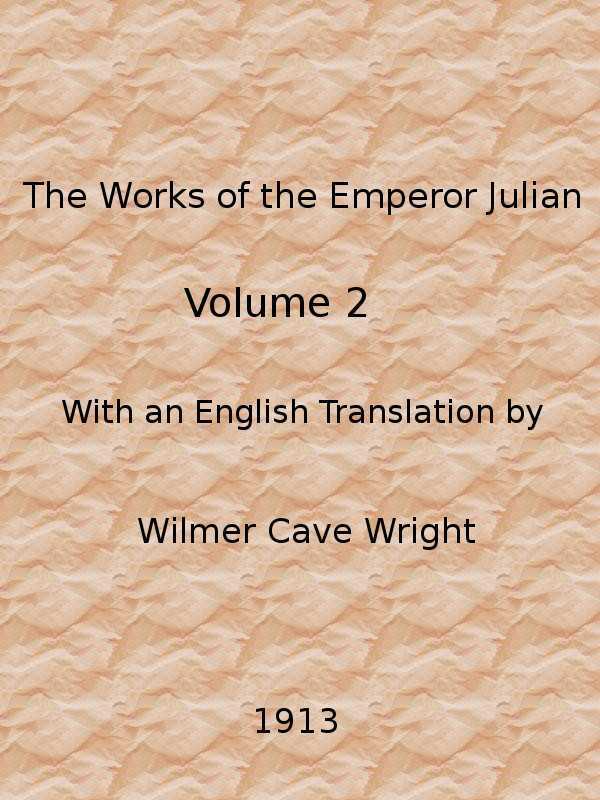 The Works of the Emperor Julian
Volume 2
With an English Translation by
Wilmer Cave Wright
1913